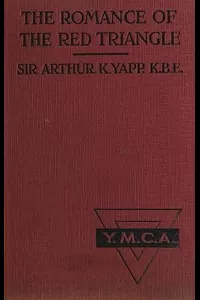 THE ROMANCE OF
THE RED TRIANGLE
SIR ARTHUR K. YAPP. K.B.E.
Y.M.C.A.